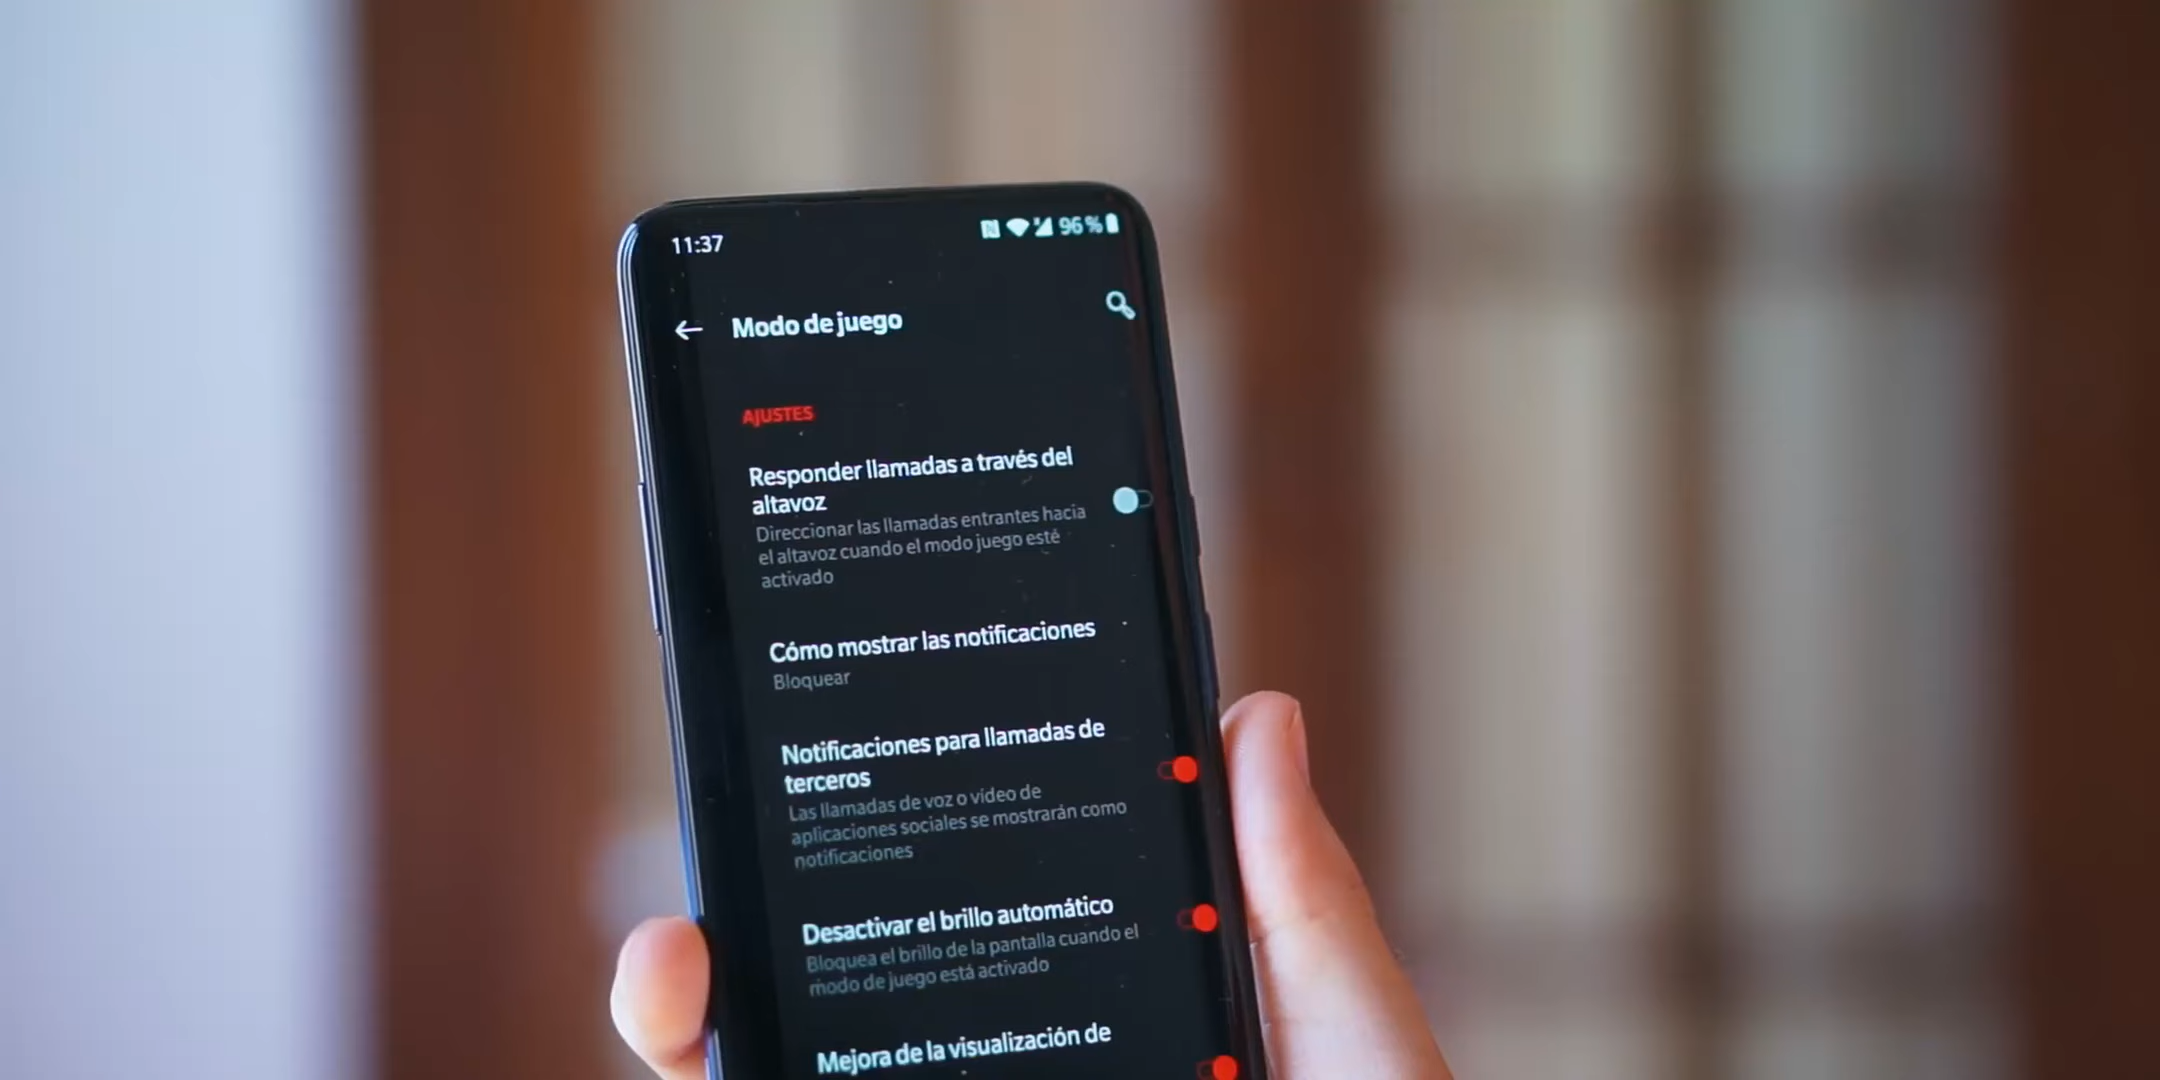 11:37
96%
Modo de juego
AJUSTES
Responder llamadas a través del
altavoz
Direccionar las llamadas entrantes hacia
el altavoz cuando el modo juego esté
activado
Cómo mostrar las notificaciones
Bloquear
Notificaciones para llamadas de
terceros
Las llamadas de voz o video de
aplicaciones sociales se mostrarán como
notificaciones
Desactivar el brillo automático
Bloquea el brillo de la pantalla cuando el
modo de juego está activado
Mejora de la visualización de